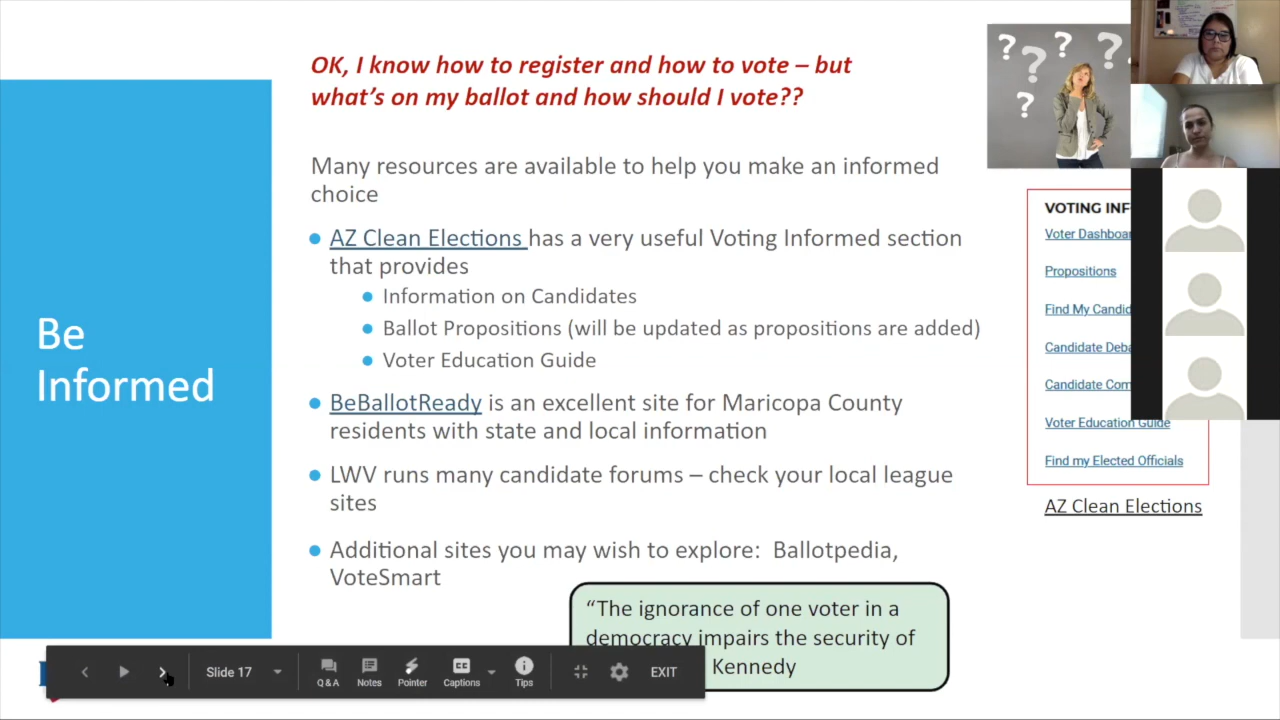 OK, I know how to register and how to vote – but
what's on my ballot and how should I vote??
? ? ? ? ?
Many resources are available to help you make an informed
choice
AZ Clean Elections has a very useful Voting Informed section
that provides
Information on Candidates
Ballot Propositions (will be updated as propositions are added)
Voter Education Guide
BeBallotReady is an excellent site for Maricopa County
residents with state and local information
LWV runs many candidate forums – check your local league
sites
Additional sites you may wish to explore: Ballotpedia,
VoteSmart
Be
Informed
VOTING INF
Voter Dashboar
Propositions
Find My Candid
Candidate Deba
Candidate Com
Voter Education Guide
Find my Elected Officials
AZ Clean Elections
“The ignorance of one voter in a
democracy impairs the security of
Kennedy
Slide 17
Q & A
Notes
Pointer
CC
Captions
Tips
EXIT